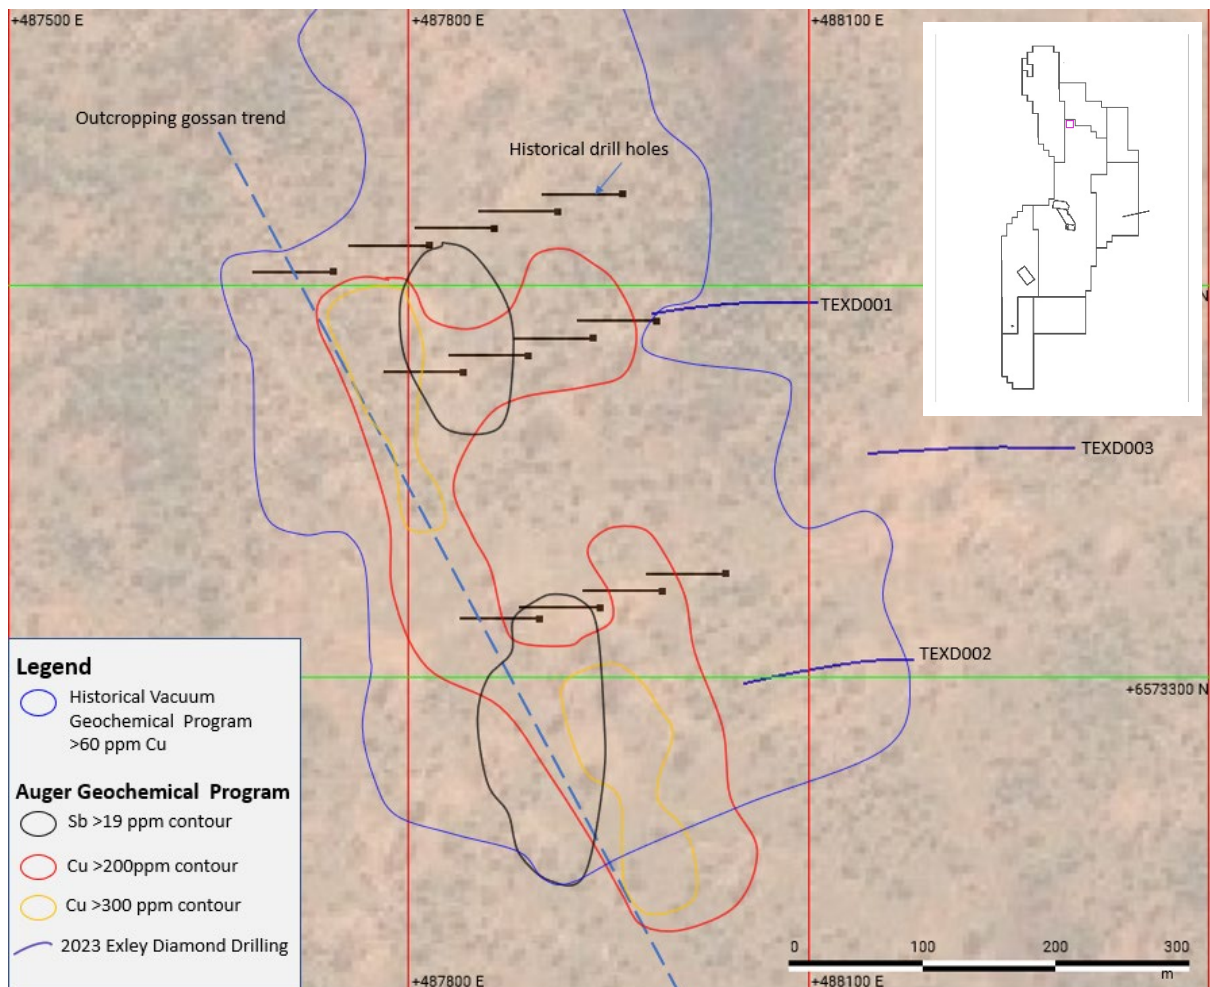 +487500 E
+487800 E
+488100 E
Outcropping gossan trend
Historical drill holes
N
TEXD001
TEXD003
TEXD002
+6573300 N
Legend
Historical Vacuum
Geochemical Program
>60 ppm Cu
Auger Geochemical Program
Sb >19 ppm contour
Cu >200ppm contour
Cu >300 ppm contour
2023 Exley Diamond Drilling
0 100 200 300
m
+487800 E
+488100 E